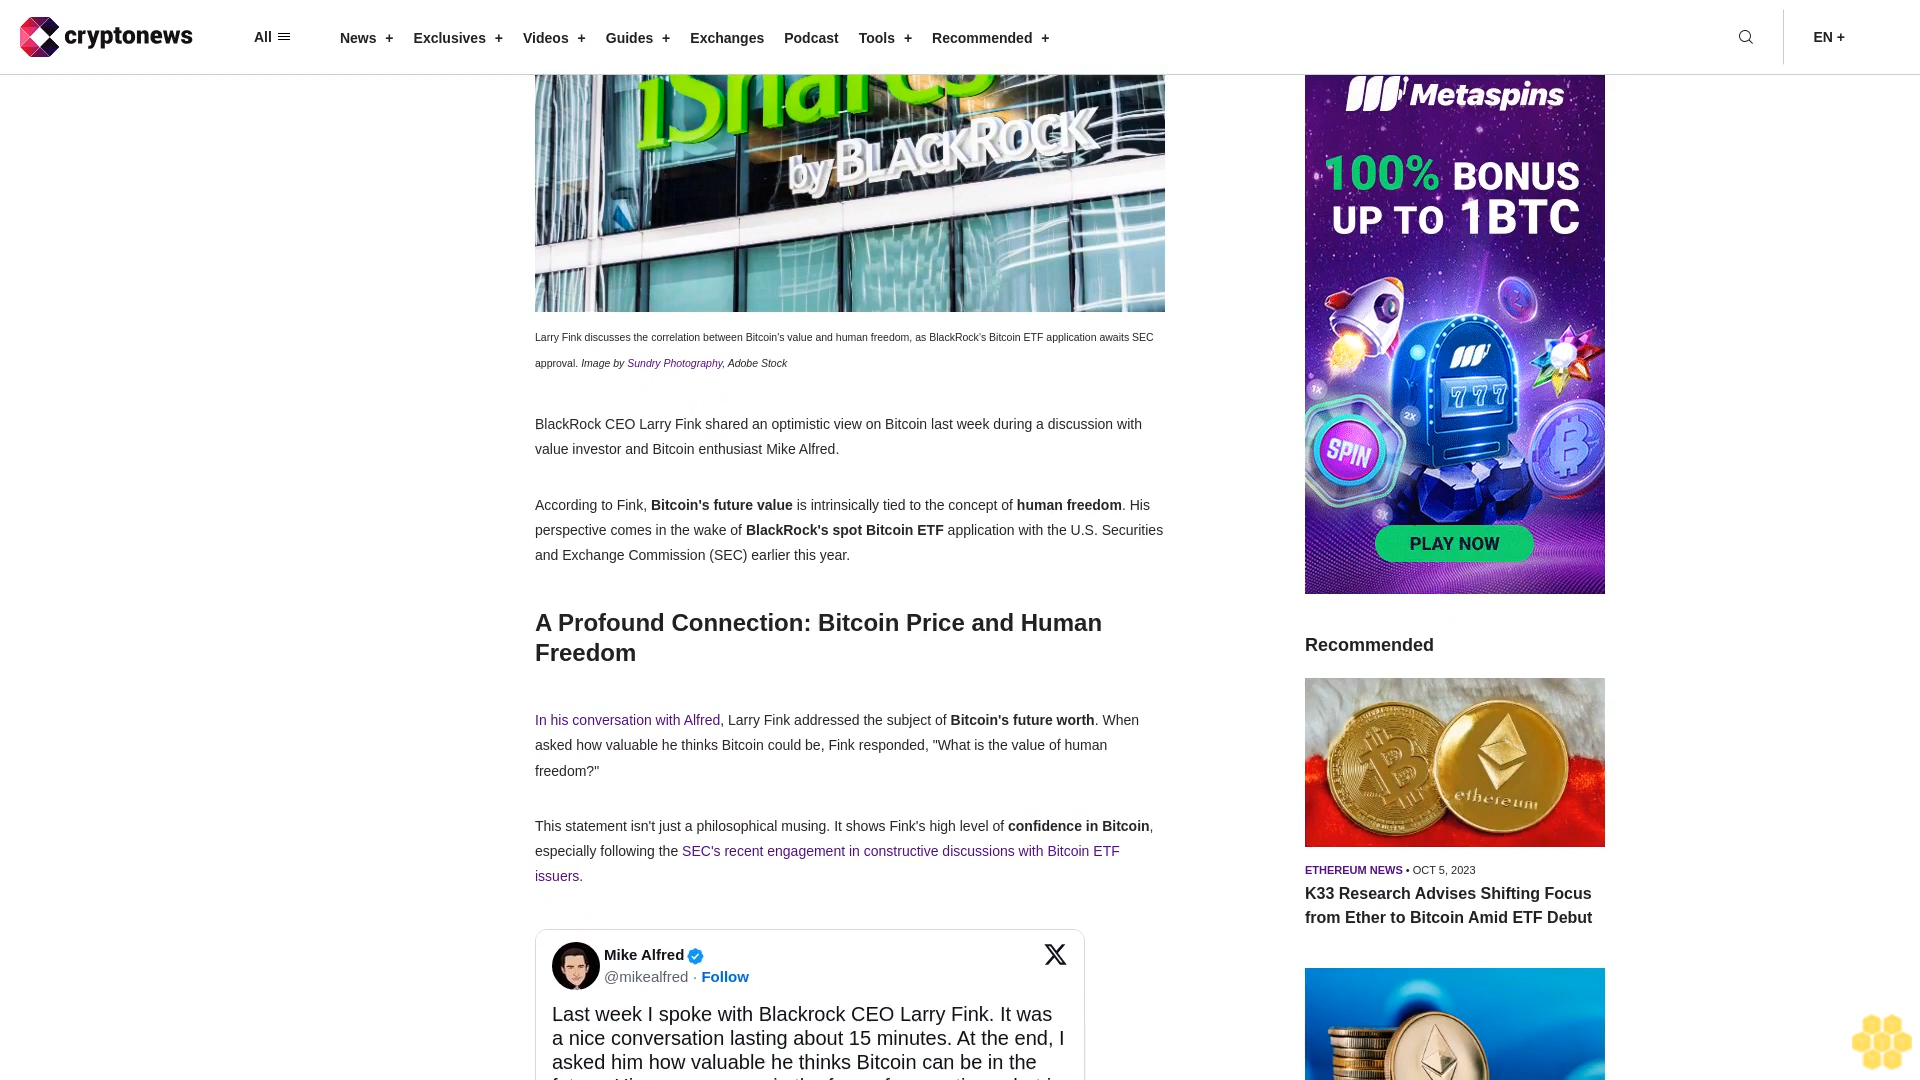 cryptonews
All
News +
Exclusives +
Videos +
Guides +
Exchanges
Podcast
Tools +
Recommended +
EN +
iShares
by BLACKROCK
Larry Fink discusses the correlation between Bitcoin's value and human freedom, as BlackRock's Bitcoin ETF application awaits SEC
approval. Image by Sundry Photography, Adobe Stock
BlackRock CEO Larry Fink shared an optimistic view on Bitcoin last week during a discussion with
value investor and Bitcoin enthusiast Mike Alfred.
According to Fink, Bitcoin's future value is intrinsically tied to the concept of human freedom. His
perspective comes in the wake of BlackRock's spot Bitcoin ETF application with the U.S. Securities
and Exchange Commission (SEC) earlier this year.
A Profound Connection: Bitcoin Price and Human
Freedom
In his conversation with Alfred, Larry Fink addressed the subject of Bitcoin's future worth. When
asked how valuable he thinks Bitcoin could be, Fink responded, "What is the value of human
freedom?"
This statement isn't just a philosophical musing. It shows Fink's high level of confidence in Bitcoin,
especially following the SEC's recent engagement in constructive discussions with Bitcoin ETF
issuers.
Mike Alfred
@mikealfred · Follow
Last week I spoke with Blackrock CEO Larry Fink. It was
a nice conversation lasting about 15 minutes. At the end, I
asked him how valuable he thinks Bitcoin can be in the
Metaspins
100% BONUS
UP TO 1BTC
1X
2X
777
SPIN
3X
PLAY NOW
Recommended
ethereum
ETHEREUM NEWS • OCT 5, 2023
K33 Research Advises Shifting Focus
from Ether to Bitcoin Amid ETF Debut